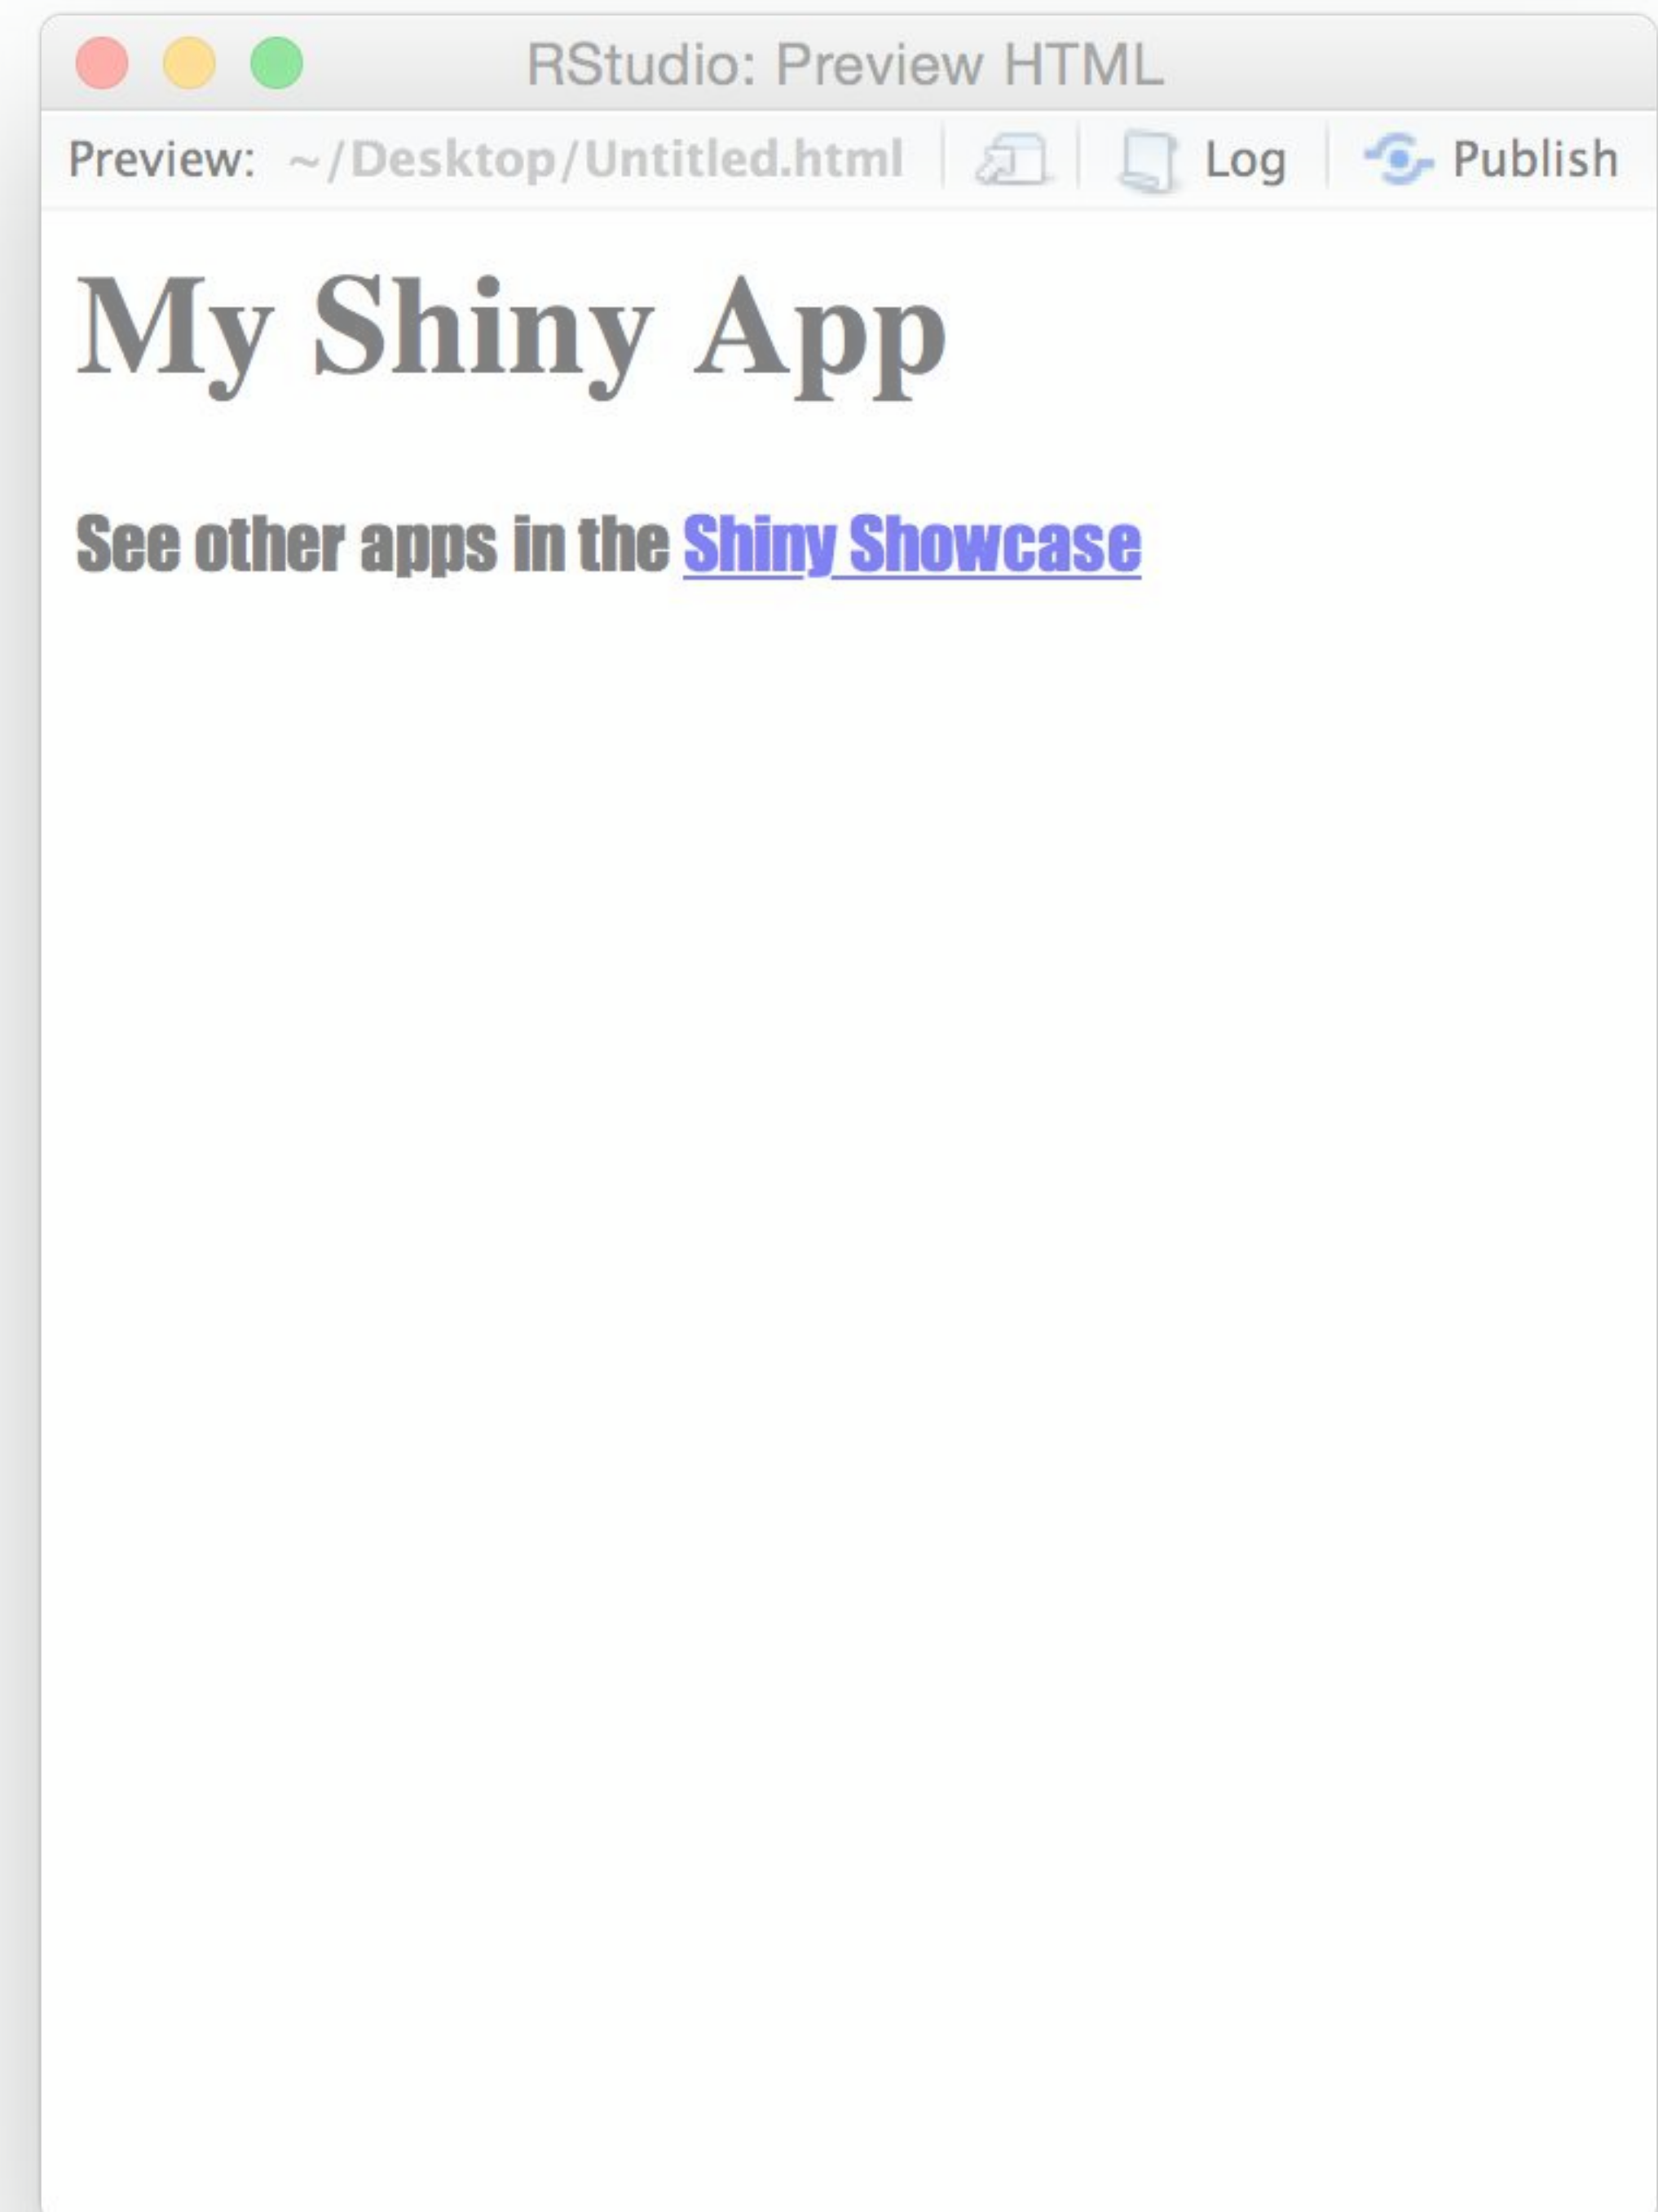 RStudio: Preview HTML
Preview: ~/Desktop/Untitled.html Log Publish
My Shiny App
See other apps in the Shiny Showcase